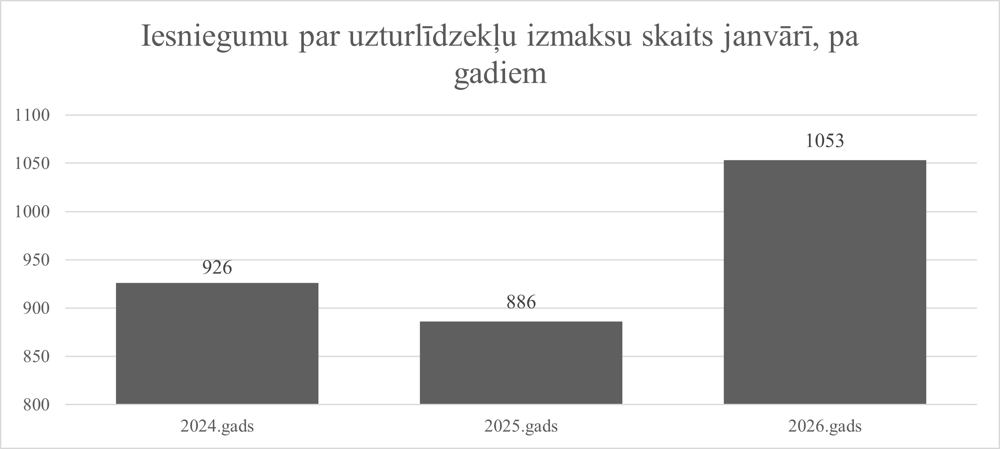 Iesniegumu par uzturlīdzekļu izmaksu skaits janvārī, pa
gadiem
1100
1050
1000
950
900
850
800
926
886
1053
2024.gads
2025.gads
2026.gads